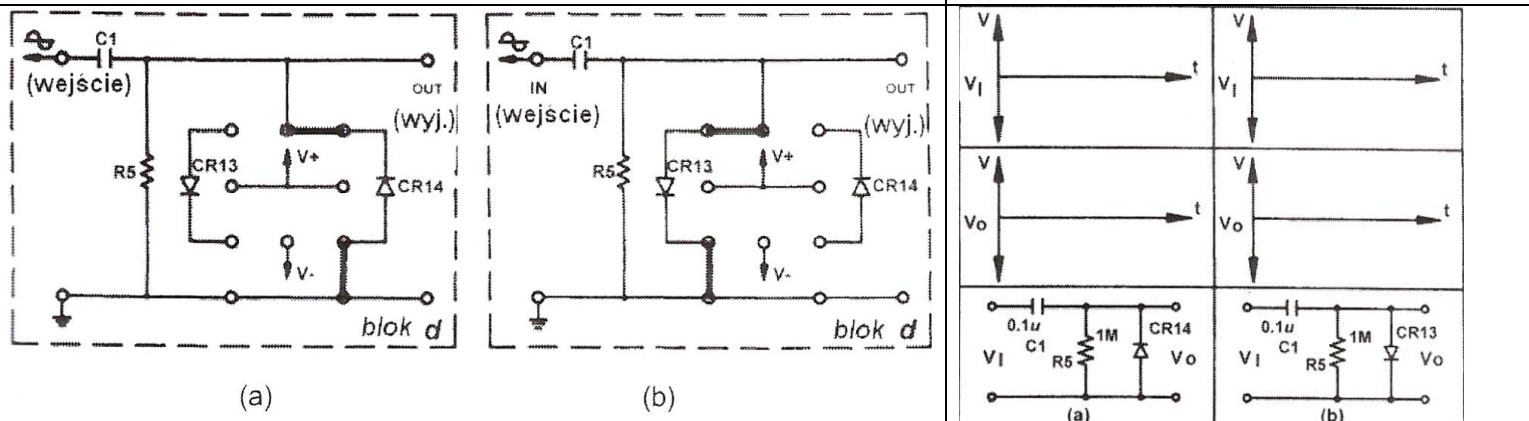 C1
(wejście)
OUT
(wyj.)
R5
CR13
V+
CR14
V-
blok d
(a)
C1
IN
(wejście)
OUT
(wyj.)
R5
CR13
V+
CR14
V-
blok d
(b)
V
t
VI
V
t
VI
V
t
Vo
V
t
Vo
0.1u
C1
1M
R5
CR14
VI
Vo
(a)
0.1u
C1
1M
R5
CR13
VI
Vo
(b)